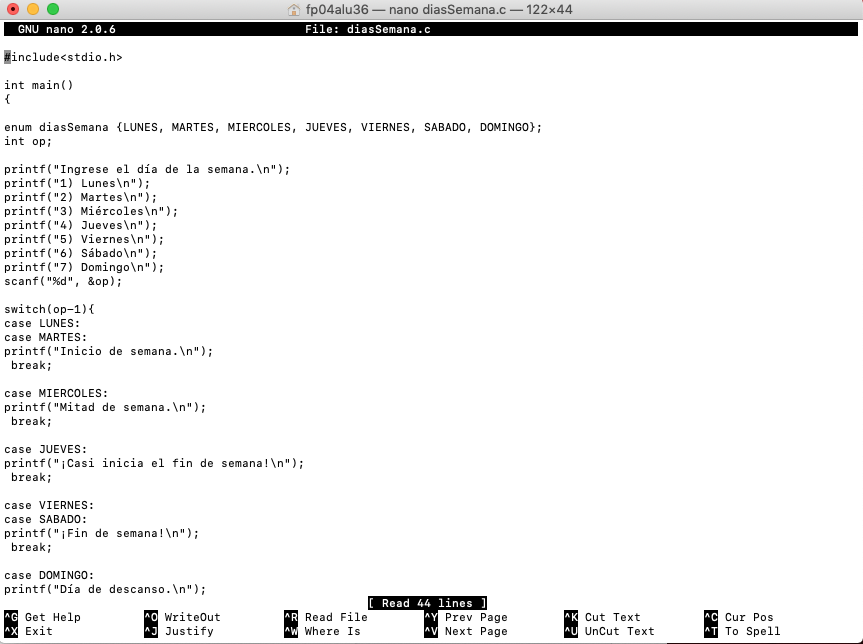 fp04alu36 — nano diasSemana.c — 122×44
GNU nano 2.0.6 File: diasSemana.c
#include<stdio.h>
int main()
{
enum diasSemana {LUNES, MARTES, MIERCOLES, JUEVES, VIERNES, SABADO, DOMINGO};
int op;
printf("Ingrese el día de la semana.\n");
printf("1) Lunes\n");
printf("2) Martes\n");
printf("3) Miércoles\n");
printf("4) Jueves\n");
printf("5) Viernes\n");
printf("6) Sábado\n");
printf("7) Domingo\n");
scanf("%d", &op);
switch(op-1){
case LUNES:
case MARTES:
printf("Inicio de semana.\n");
break;
case MIERCOLES:
printf("Mitad de semana.\n");
break;
case JUEVES:
printf("¡Casi inicia el fin de semana!\n");
break;
case VIERNES:
case SABADO:
printf("¡Fin de semana!\n");
break;
case DOMINGO:
printf("Día de descanso.\n");
[ Read 44 lines ]
^G Get Help ^O WriteOut ^R Read File ^Y Prev Page ^K Cut Text ^C Cur Pos
^X Exit ^J Justify ^W Where Is ^V Next Page ^U UnCut Text ^T To Spell